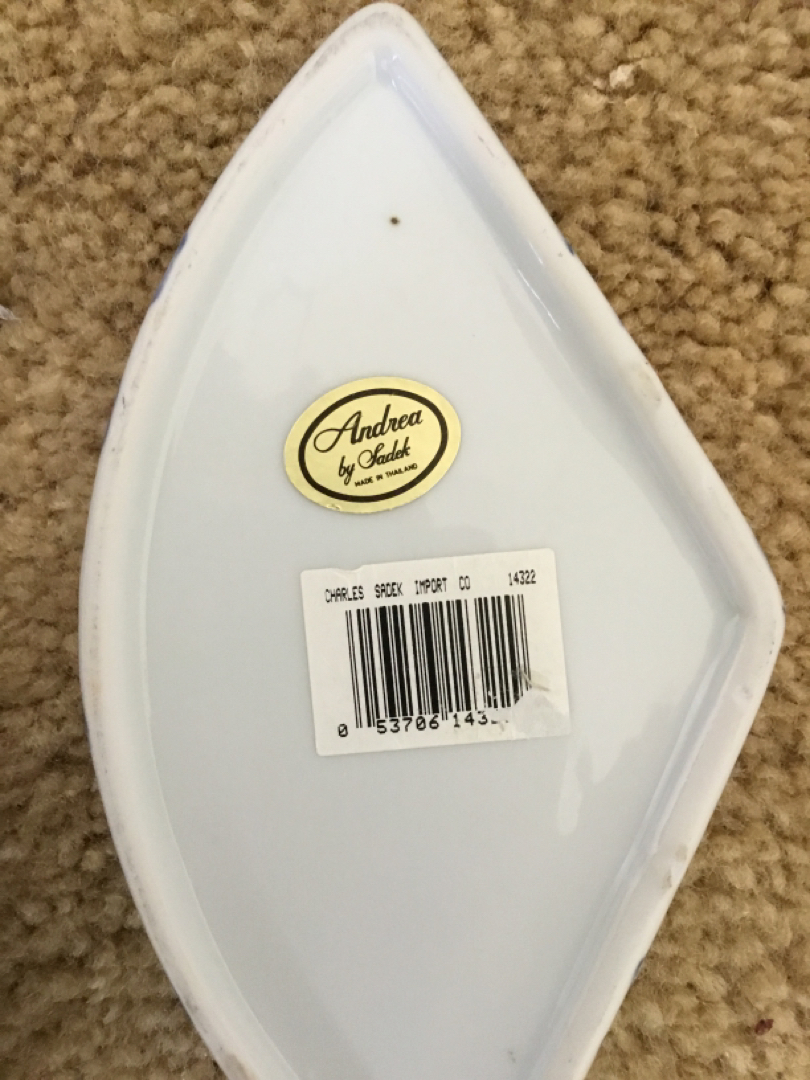 Andrea
by Sadek
MADE IN THAILAND
CHARLES SADEK IMPORT CO 14322
0 53706 143